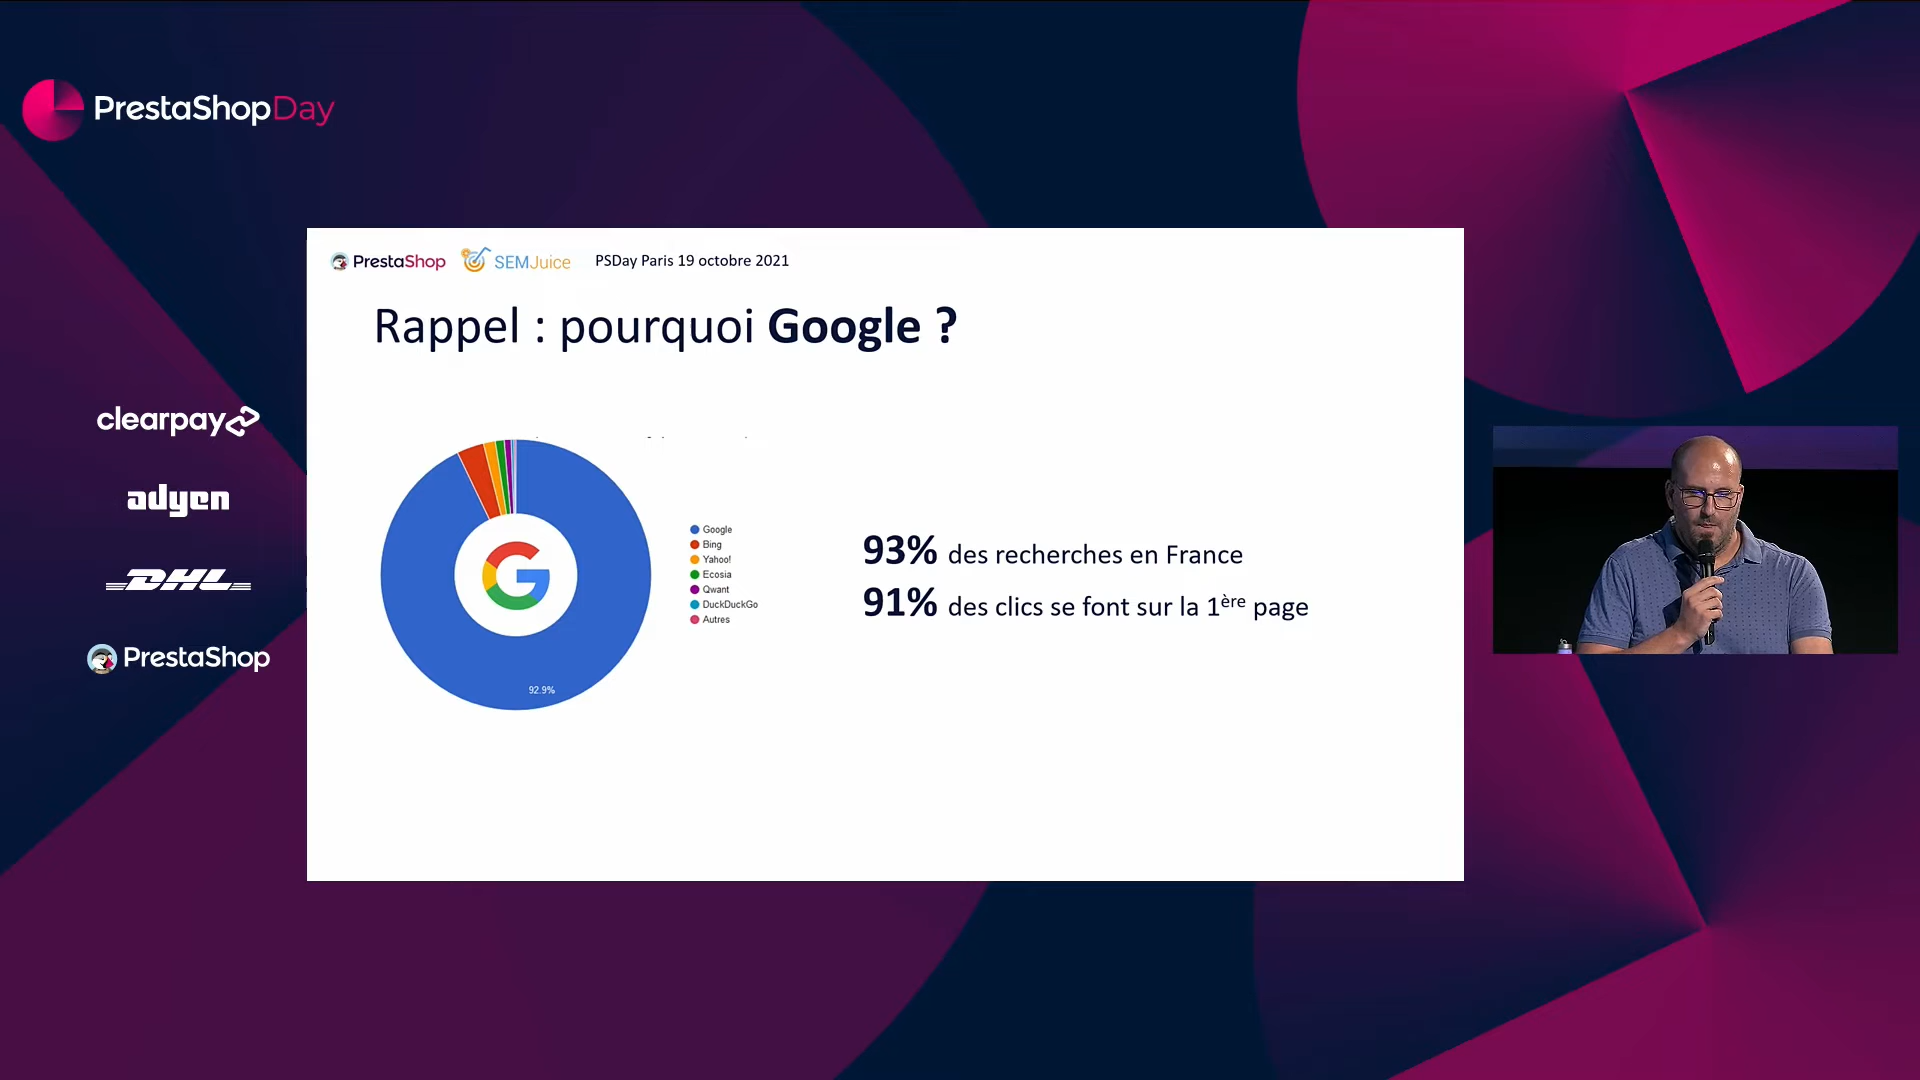 PrestaShopDay
clearpay
adyen
DHL
PrestaShop
PrestaShop SEMJuice PSDay Paris 19 octobre 2021
Rappel : pourquoi Google ?
92.9%
Google
Bing
Yahoo!
Ecosia
Qwant
DuckDuckGo
Autres
93% des recherches en France
91% des clics se font sur la 1ère page